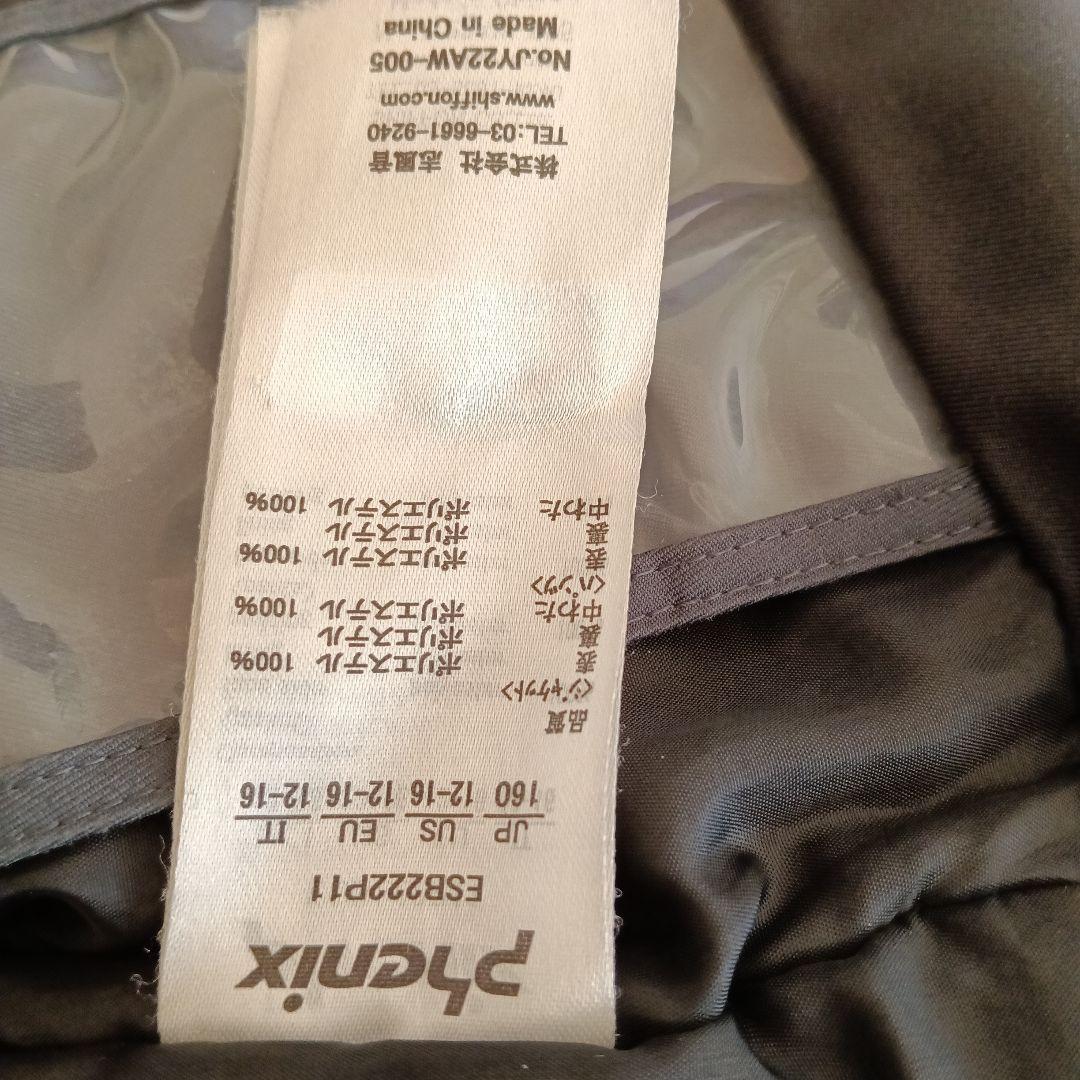 phenix
ESB222P11
JP US EU IT
160 12-16 12-16 12-16
品質
<ジャケット>
表 ポリエステル 100%
裏 ポリエステル
中わた ポリエステル 100%
<パンツ>
表 ポリエステル 100%
裏 ポリエステル
中わた ポリエステル 100%
株式会社 志風音
TEL:03-6661-9240
www.shiffon.com
No.JY22AW-005
Made in China